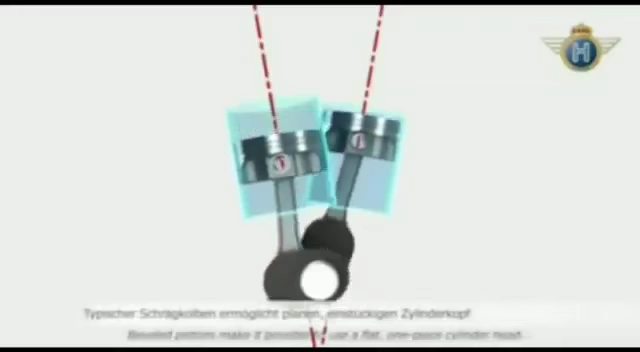 H
Typischer Schrägkolben ermöglicht planen, einstückigen Zylinderkopf
Beveled pistons make it possible to use a flat, one-piece cylinder head.